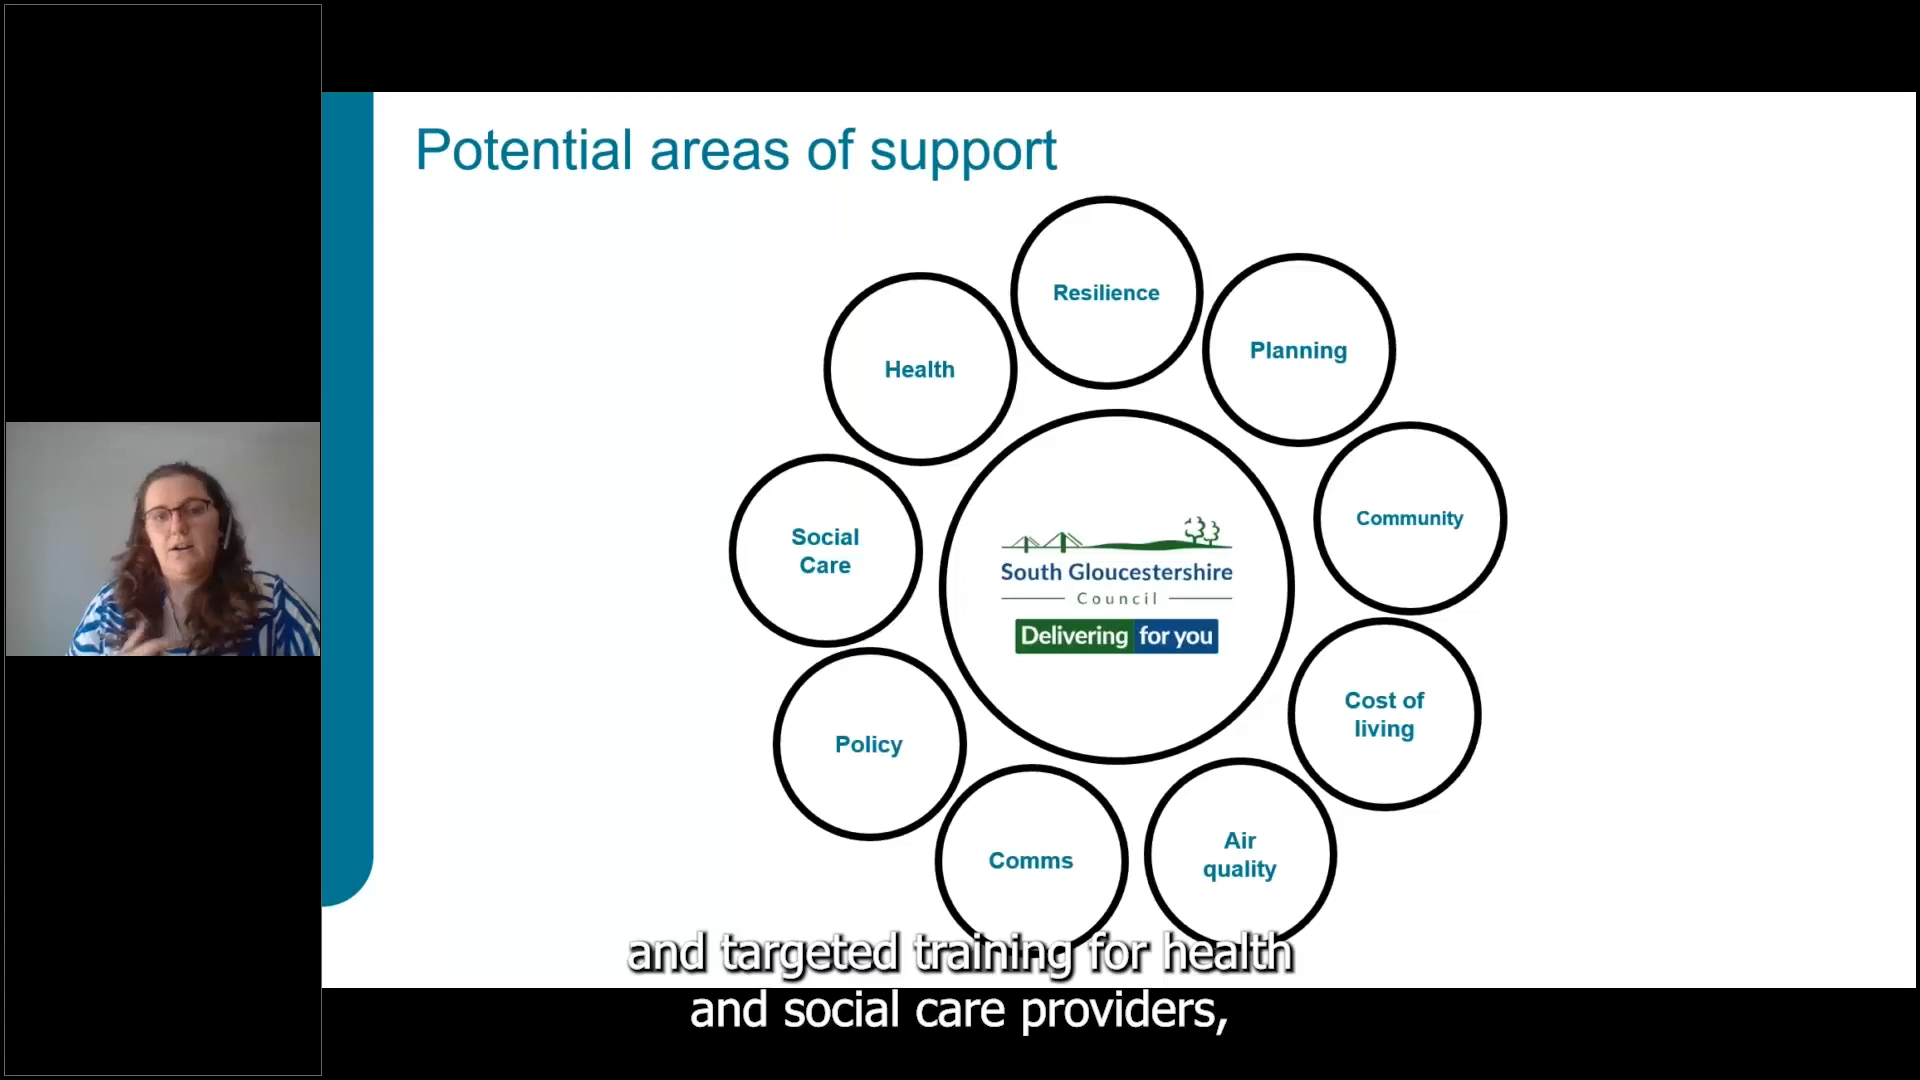 Potential areas of support
Resilience
Planning
Health
Community
Social
Care
South Gloucestershire
Council
Delivering for you
Cost of
living
Policy
Air
quality
Comms
and targeted training for health
and social care providers,